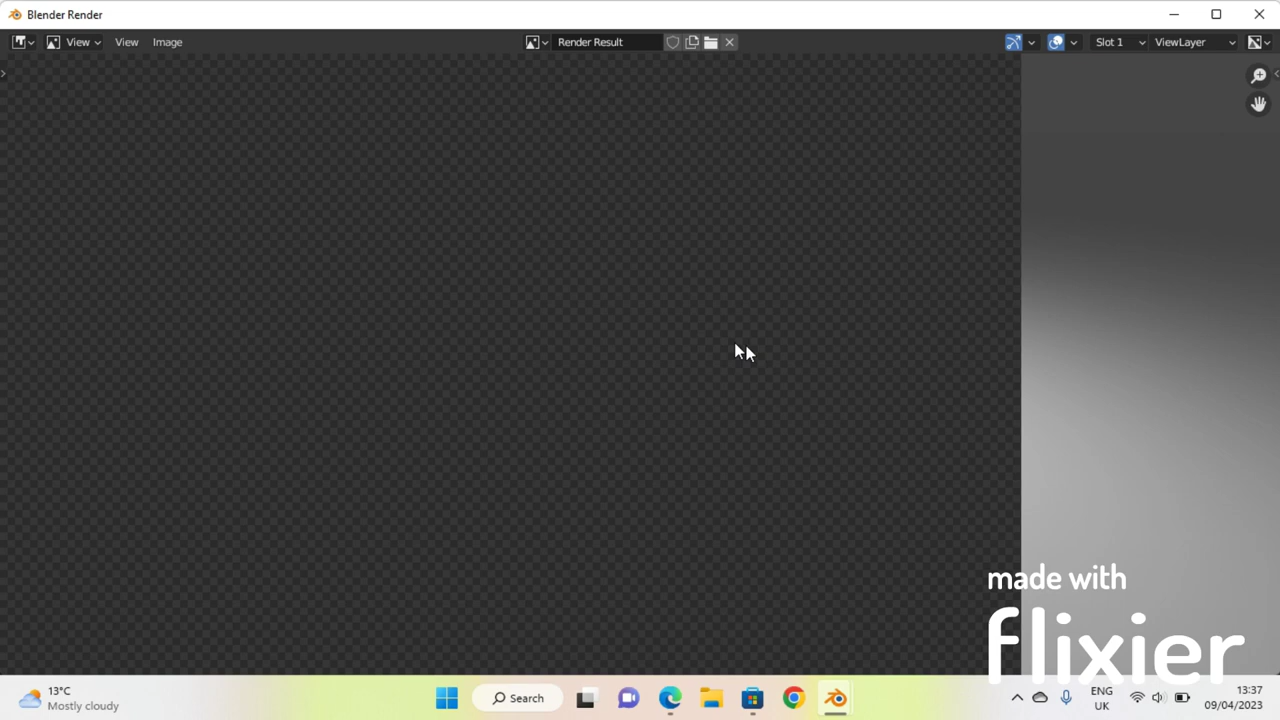 Blender Render
View View Image Render Result Slot 1 ViewLayer
made with
flixier
13°C
Mostly cloudy
Search
ENG
UK
13:37
09/04/2023